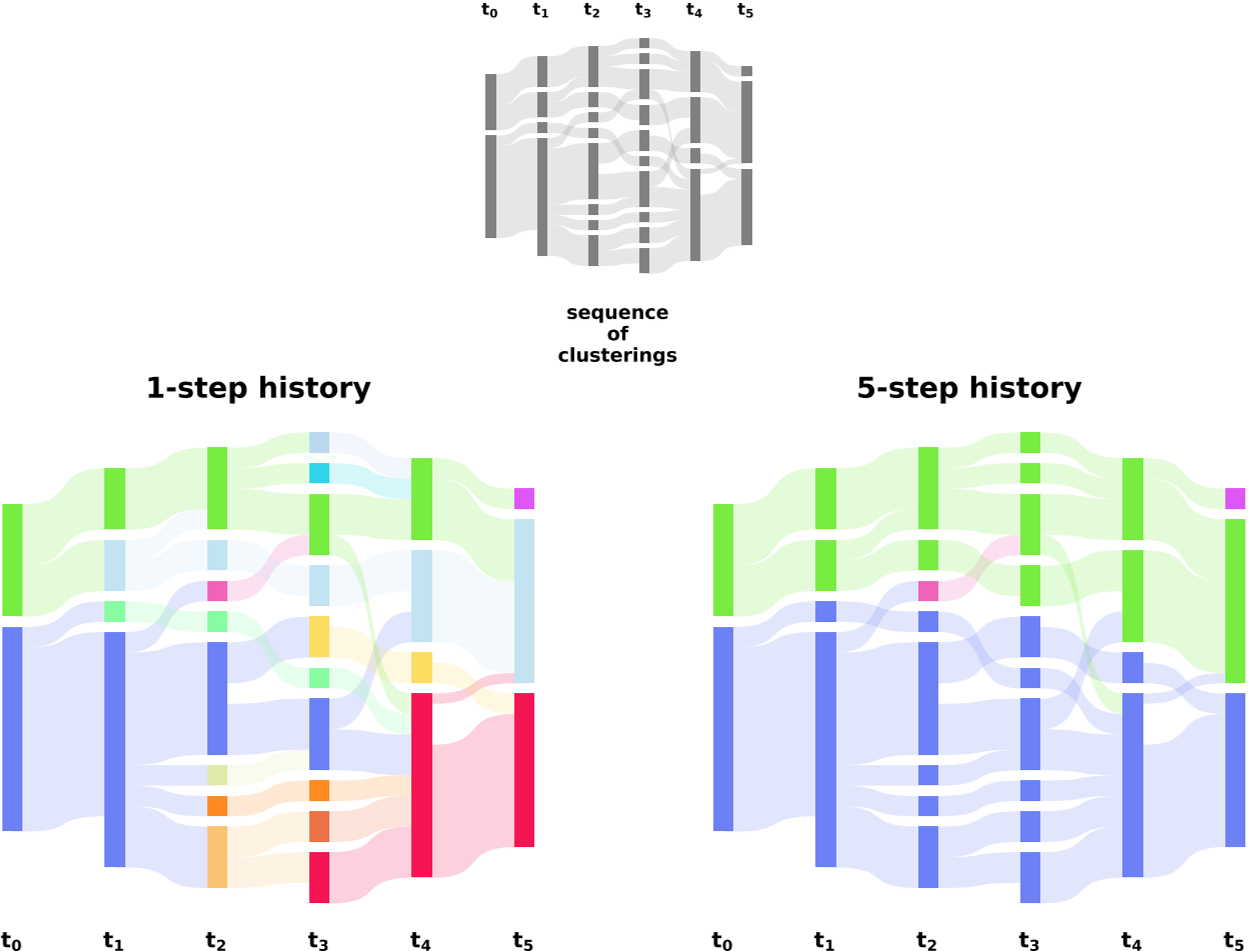 t₀ t₁ t₂ t₃ t₄ t₅
sequence
of
clusterings
1-step history
5-step history
t₀ t₁ t₂ t₃ t₄ t₅
t₀ t₁ t₂ t₃ t₄ t₅